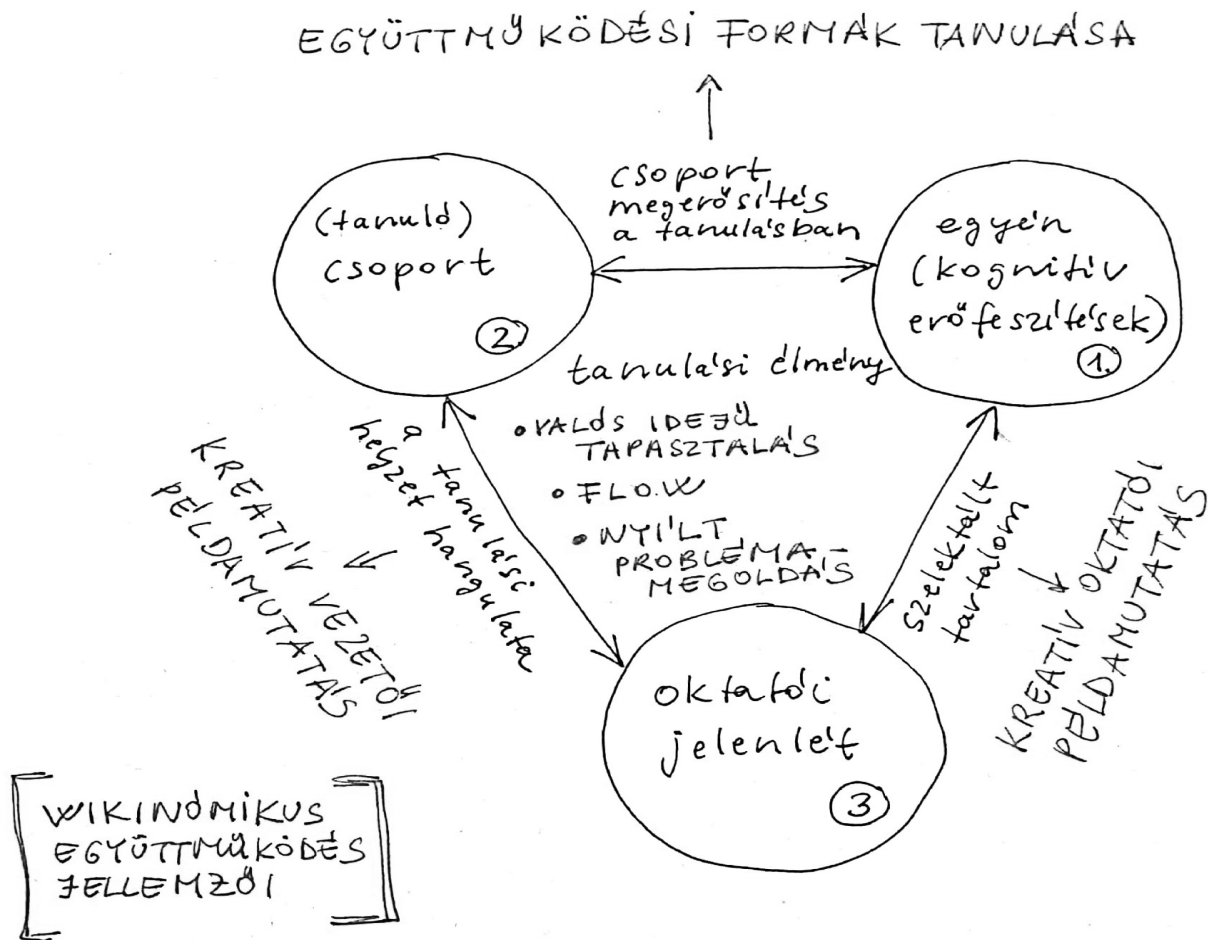 EGYÜTTMŰKÖDÉSI FORMÁK TANULÁSA
csoport
megerősítés
a tanulásban
(tanuló)
csoport
2
egyén
(kognitív
erőfeszítések)
1.
tanulási élmény
• VALÓS IDEJŰ
TAPASZTALÁS
• FLOW
• NYÍLT
PROBLÉMA-
MEGOLDÁS
a tanulási
helyzet hangulata
KREATÍV VEZETŐI
PÉLDAMUTATÁS
szelektált
tartalom
KREATÍV OKTATÓI
PÉLDAMUTATÁS
oktatói
jelenlét
3
WIKINÓMIKUS
EGYÜTTMŰKÖDÉS
JELLEMZŐI